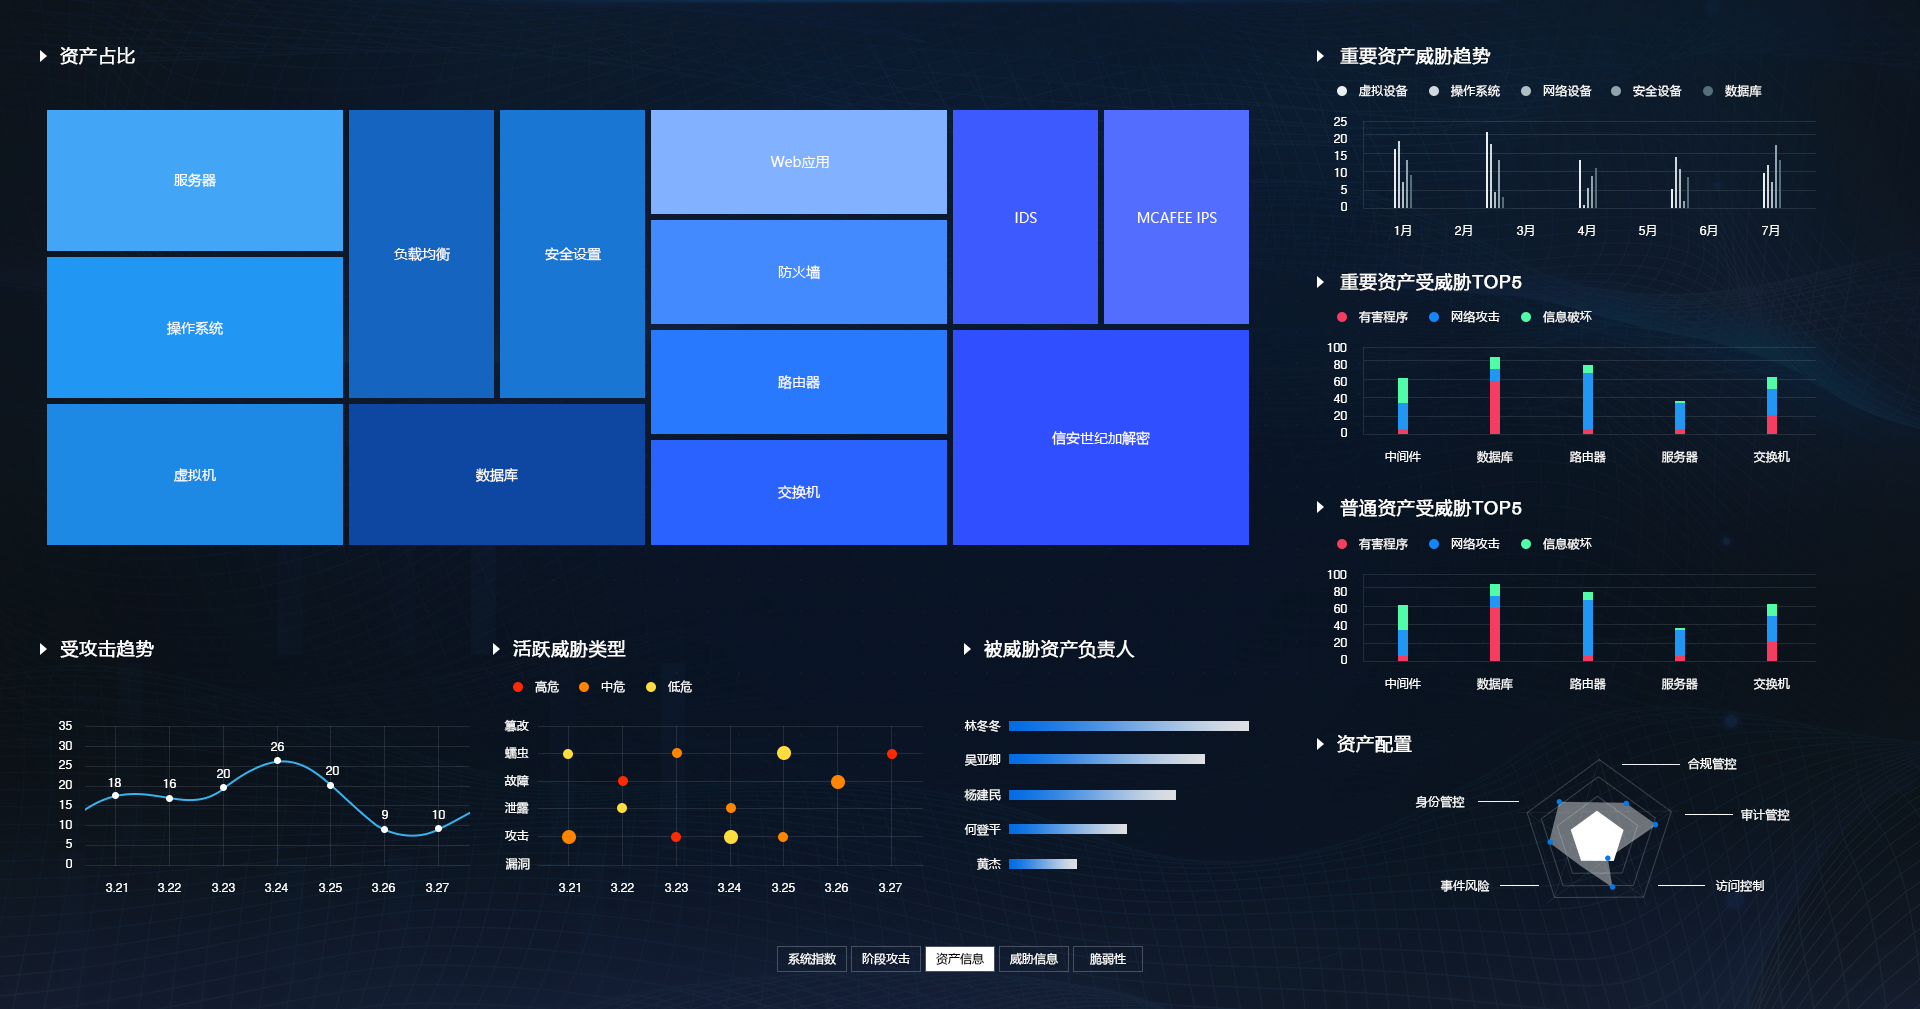 资产占比
服务器
操作系统
虚拟机
负载均衡
安全设置
数据库
Web应用
防火墙
路由器
交换机
IDS
MCAFEE IPS
信安世纪加解密
重要资产威胁趋势
虚拟设备 操作系统 网络设备 安全设备 数据库
25
20
15
10
5
0
1月 2月 3月 4月 5月 6月 7月
重要资产受威胁TOP5
有害程序 网络攻击 信息破坏
100
80
60
40
20
0
中间件 数据库 路由器 服务器 交换机
普通资产受威胁TOP5
有害程序 网络攻击 信息破坏
100
80
60
40
20
0
中间件 数据库 路由器 服务器 交换机
受攻击趋势
35
30
25
20
15
10
5
0
18 16 20 26 20 9 10
3.21 3.22 3.23 3.24 3.25 3.26 3.27
活跃威胁类型
高危 中危 低危
篡改
蠕虫
故障
泄露
攻击
漏洞
3.21 3.22 3.23 3.24 3.25 3.26 3.27
被威胁资产负责人
林冬冬
吴亚卿
杨建民
何登平
黄杰
资产配置
合规管控
身份管控
审计管控
事件风险
访问控制
系统指数 阶段攻击 资产信息 威胁信息 脆弱性